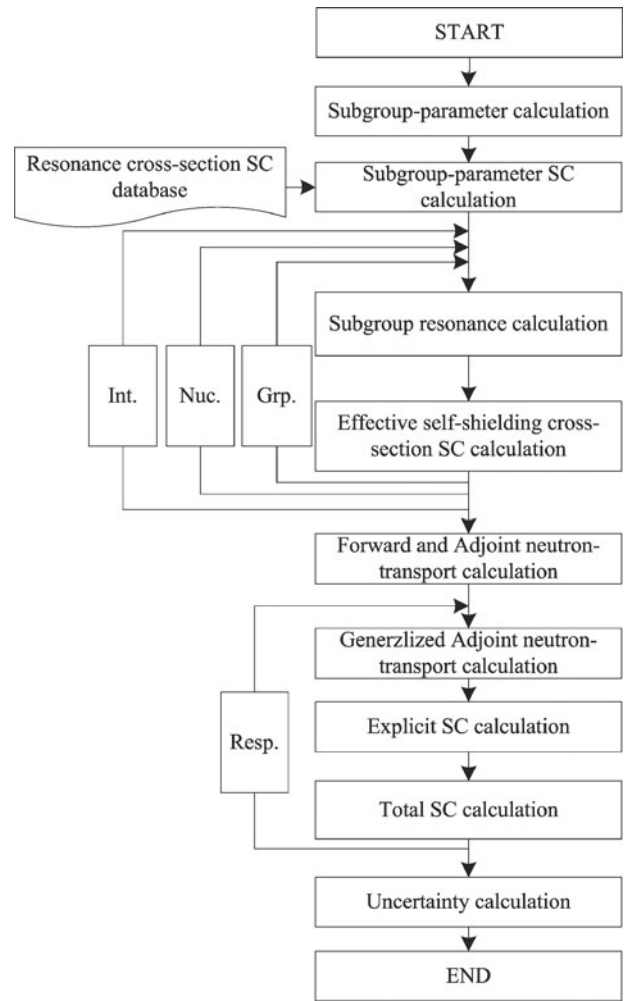 START
Subgroup-parameter calculation
Resonance cross-section SC
database
Subgroup-parameter SC
calculation
Subgroup resonance calculation
Int.
Nuc.
Grp.
Effective self-shielding cross-
section SC calculation
Forward and Adjoint neutron-
transport calculation
Generzlized Adjoint neutron-
transport calculation
Resp.
Explicit SC calculation
Total SC calculation
Uncertainty calculation
END